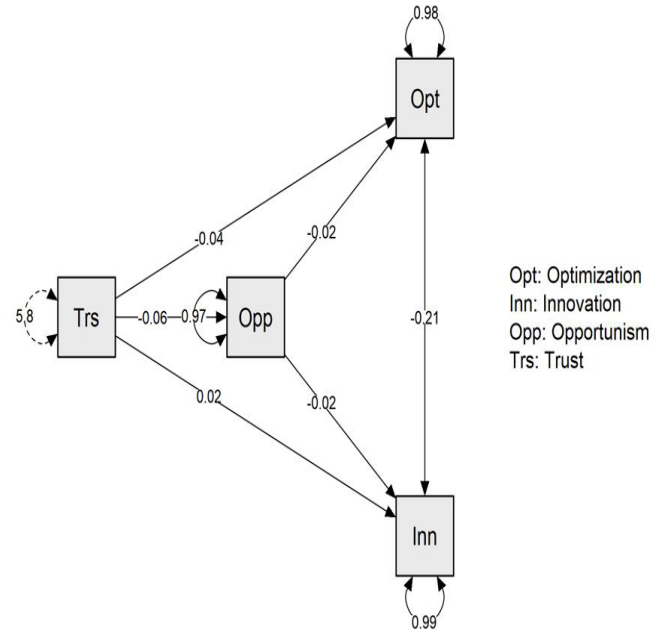 0.98
Opt
-0.04
-0.02
5.8
Trs
-0.06
0.97
Opp
-0.21
0.02
-0.02
Inn
0.99
Opt: Optimization
Inn: Innovation
Opp: Opportunism
Trs: Trust